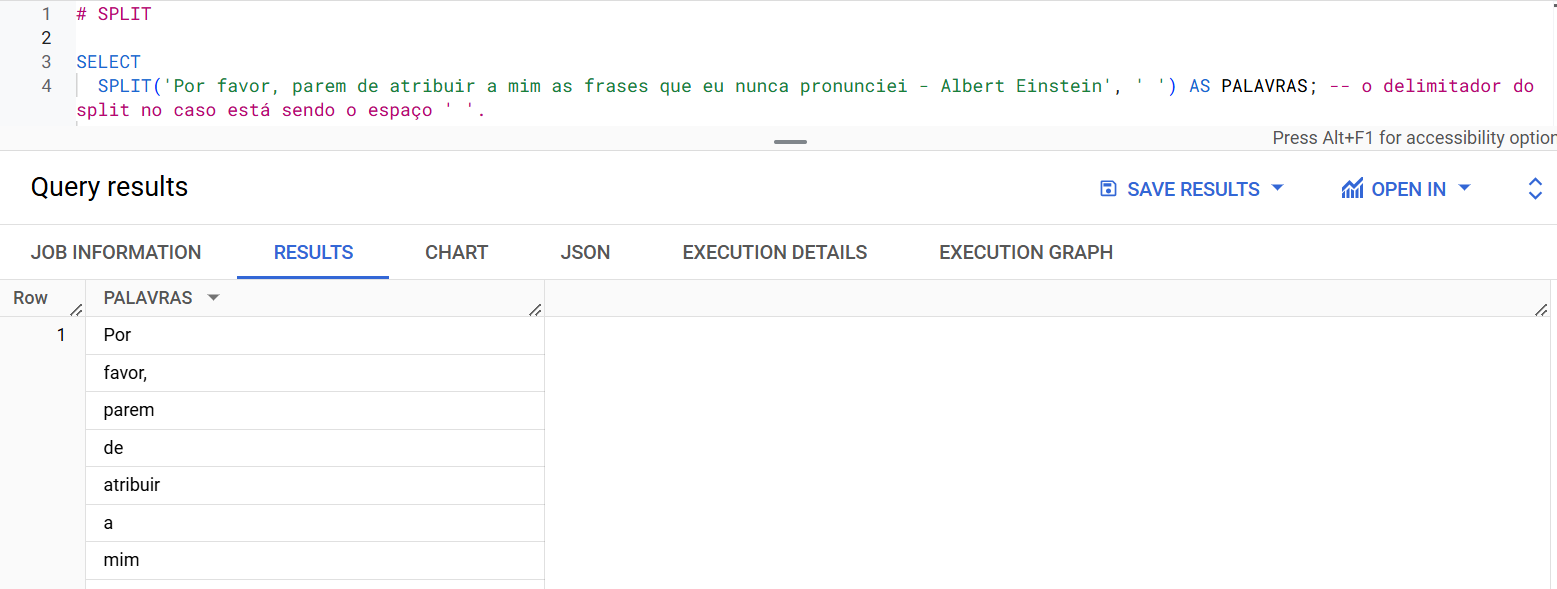 1 # SPLIT
2
3 SELECT
4 SPLIT('Por favor, parem de atribuir a mim as frases que eu nunca pronunciei - Albert Einstein', ' ') AS PALAVRAS; -- o delimitador do
split no caso está sendo o espaço ' '.
Press Alt+F1 for accessibility option
Query results SAVE RESULTS OPEN IN
JOB INFORMATION RESULTS CHART JSON EXECUTION DETAILS EXECUTION GRAPH
Row PALAVRAS
1 Por
favor,
parem
de
atribuir
a
mim